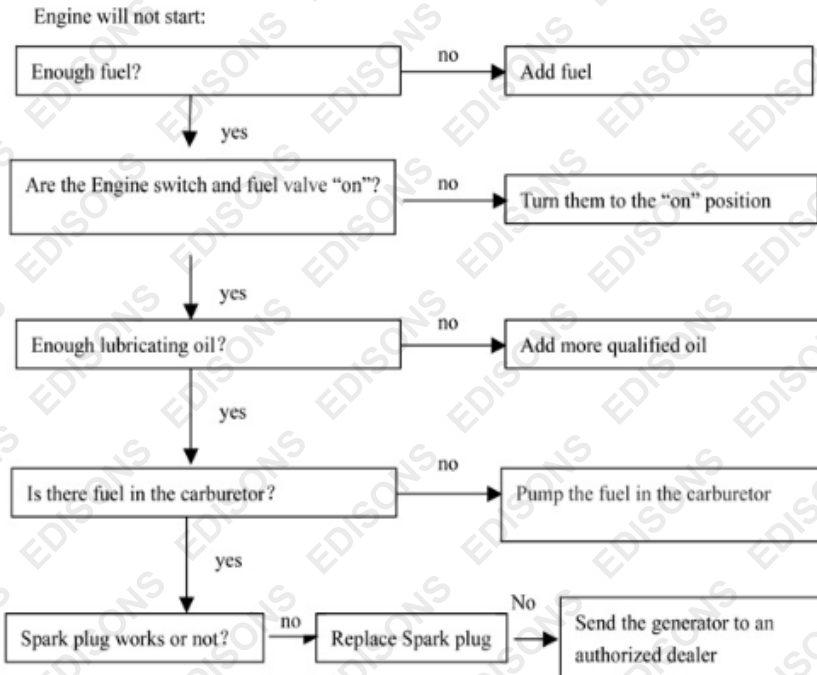 Engine will not start:
Enough fuel?
no
Add fuel
yes
Are the Engine switch and fuel valve “on”?
no
Turn them to the “on” position
yes
Enough lubricating oil?
no
Add more qualified oil
yes
Is there fuel in the carburetor?
no
Pump the fuel in the carburetor
yes
Spark plug works or not?
no
Replace Spark plug
No
Send the generator to an
authorized dealer
EDISONS